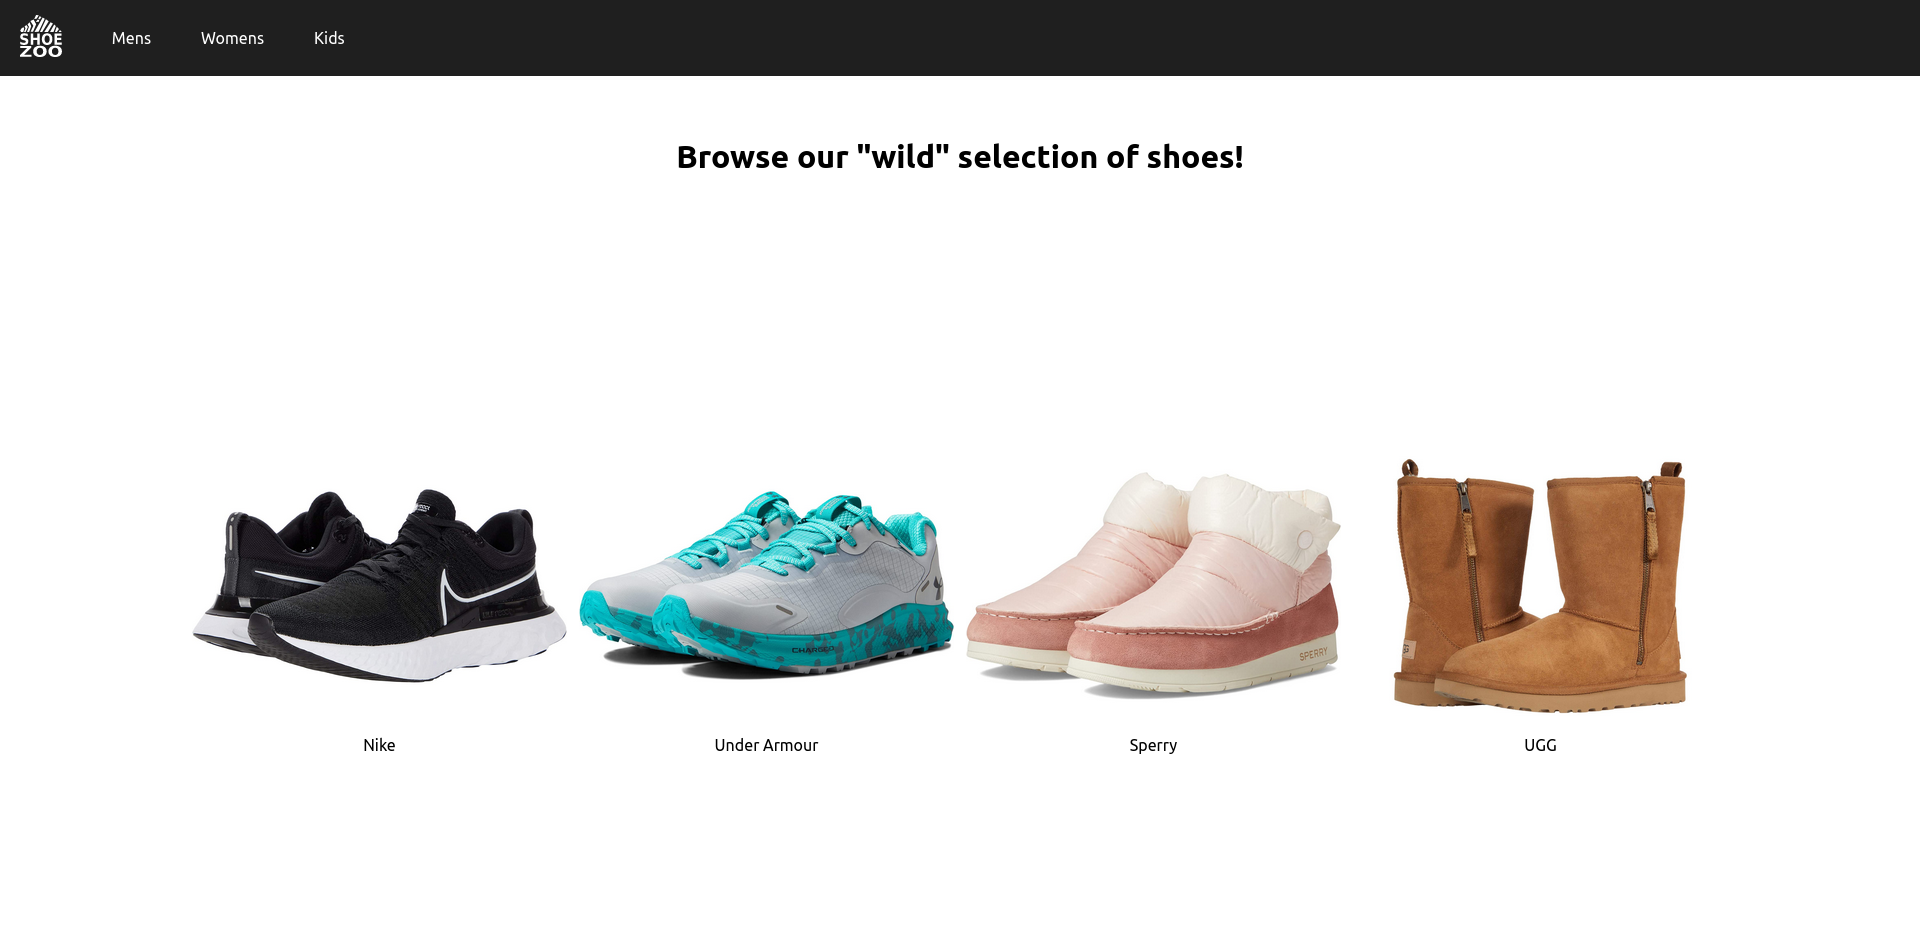 SHOE
ZOO
Mens Womens Kids
Browse our "wild" selection of shoes!
CHARGED
SPERRY
Nike Under Armour Sperry UGG